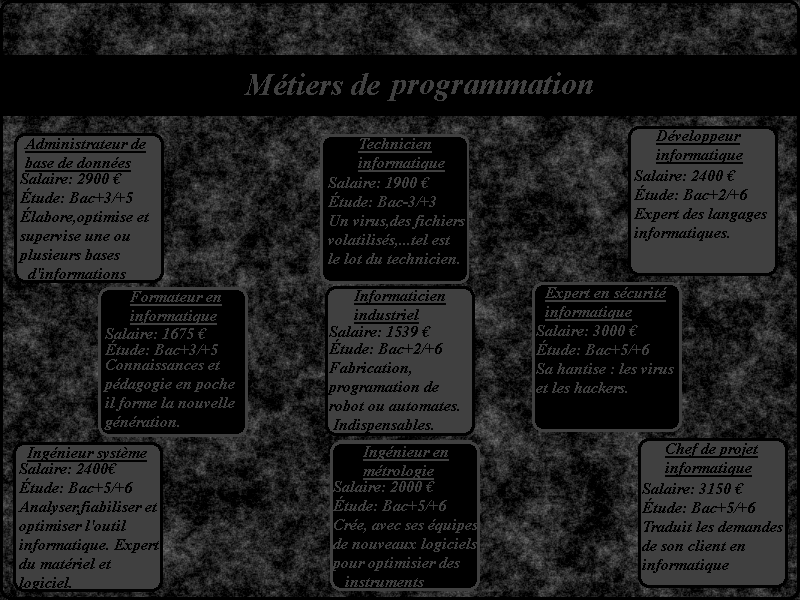 Métiers de programmation
Administrateur de
base de données
Salaire: 2900 €
Étude: Bac+3/+5
Élabore,optimise et
supervise une ou
plusieurs bases
d'informations
Technicien
informatique
Salaire: 1900 €
Étude: Bac-3/+3
Un virus,des fichiers
volatilisés,...tel est
le lot du technicien.
Développeur
informatique
Salaire: 2400 €
Étude: Bac+2/+6
Expert des langages
informatiques.
Formateur en
informatique
Salaire: 1675 €
Étude: Bac+3/+5
Connaissances et
pédagogie en poche
il forme la nouvelle
génération.
Informaticien
industriel
Salaire: 1539 €
Étude: Bac+2/+6
Fabrication,
programation de
robot ou automates.
Indispensables.
Expert en sécurité
informatique
Salaire: 3000 €
Étude: Bac+5/+6
Sa hantise : les virus
et les hackers.
Ingénieur système
Salaire: 2400€
Étude: Bac+5/+6
Analyser,fiabiliser et
optimiser l'outil
informatique. Expert
du matériel et
logiciel.
Ingénieur en
métrologie
Salaire: 2000 €
Étude: Bac+5/+6
Crée, avec ses équipes
de nouveaux logiciels
pour optimisier des
instruments
Chef de projet
informatique
Salaire: 3150 €
Étude: Bac+5/+6
Traduit les demandes
de son client en
informatique